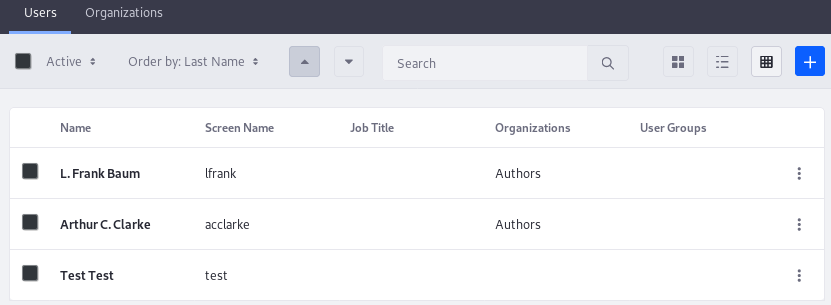 Users Organizations
Active Order by: Last Name Search
Name Screen Name Job Title Organizations User Groups
L. Frank Baum lfrank Authors
Arthur C. Clarke acclarke Authors
Test Test test